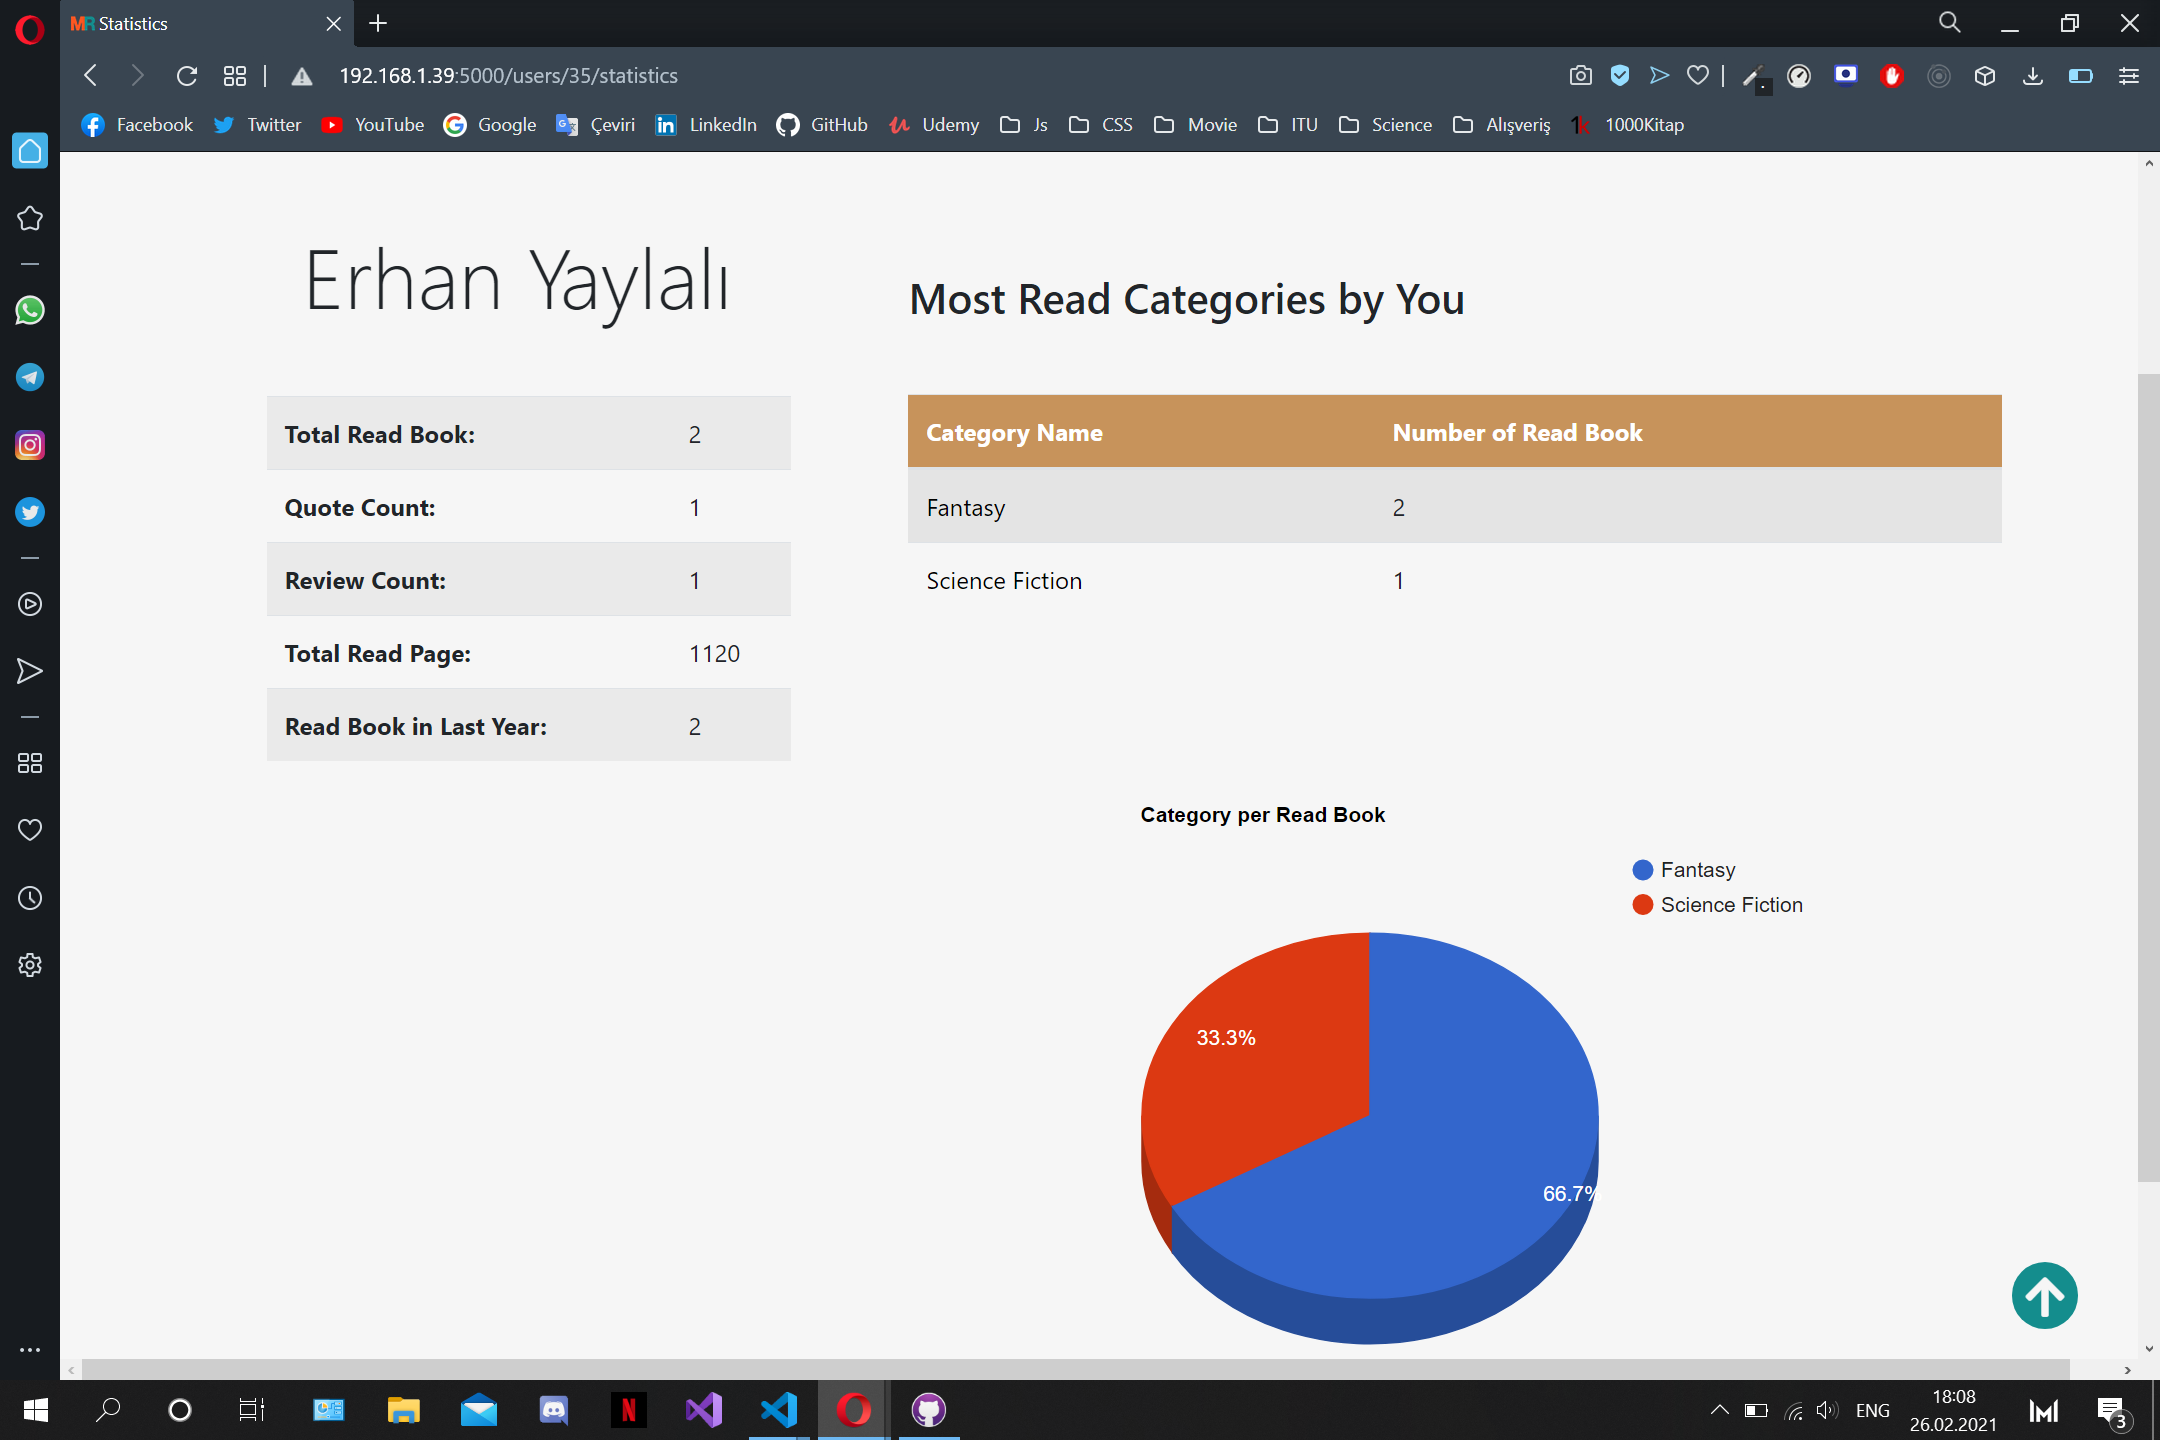 MR Statistics
192.168.1.39:5000/users/35/statistics
Facebook Twitter YouTube Google Çeviri LinkedIn GitHub Udemy Js CSS Movie ITU Science Alışveriş 1k 1000Kitap
Erhan Yaylalı
Total Read Book: 2
Quote Count: 1
Review Count: 1
Total Read Page: 1120
Read Book in Last Year: 2
Most Read Categories by You
Category Name Number of Read Book
Fantasy 2
Science Fiction 1
Category per Read Book
Fantasy
Science Fiction
33.3%
66.7%
ENG
18:08
26.02.2021
3